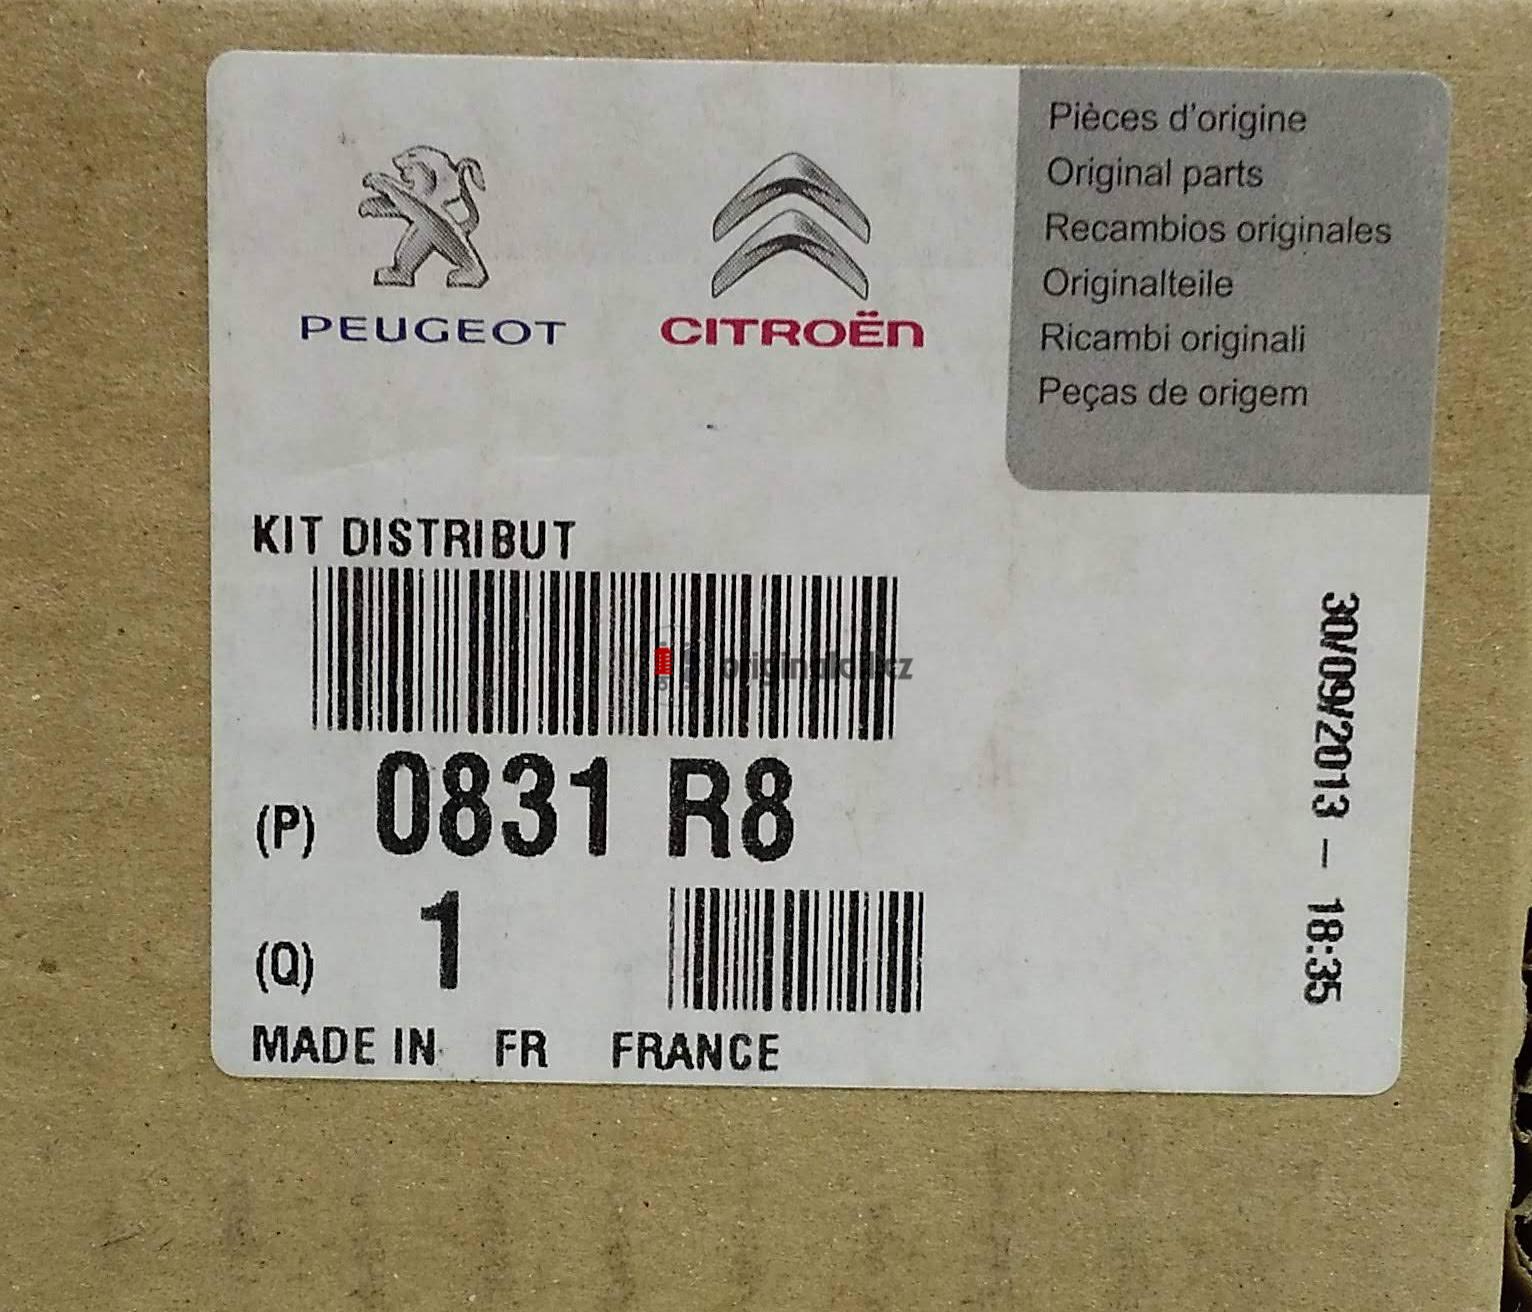 PEUGEOT
CITROËN
Pièces d'origine
Original parts
Recambios originales
Originalteile
Ricambi originali
Peças de origem
KIT DISTRIBUT
(P) 0831 R8
(Q) 1
MADE IN FR FRANCE
30/09/2013 - 18:35